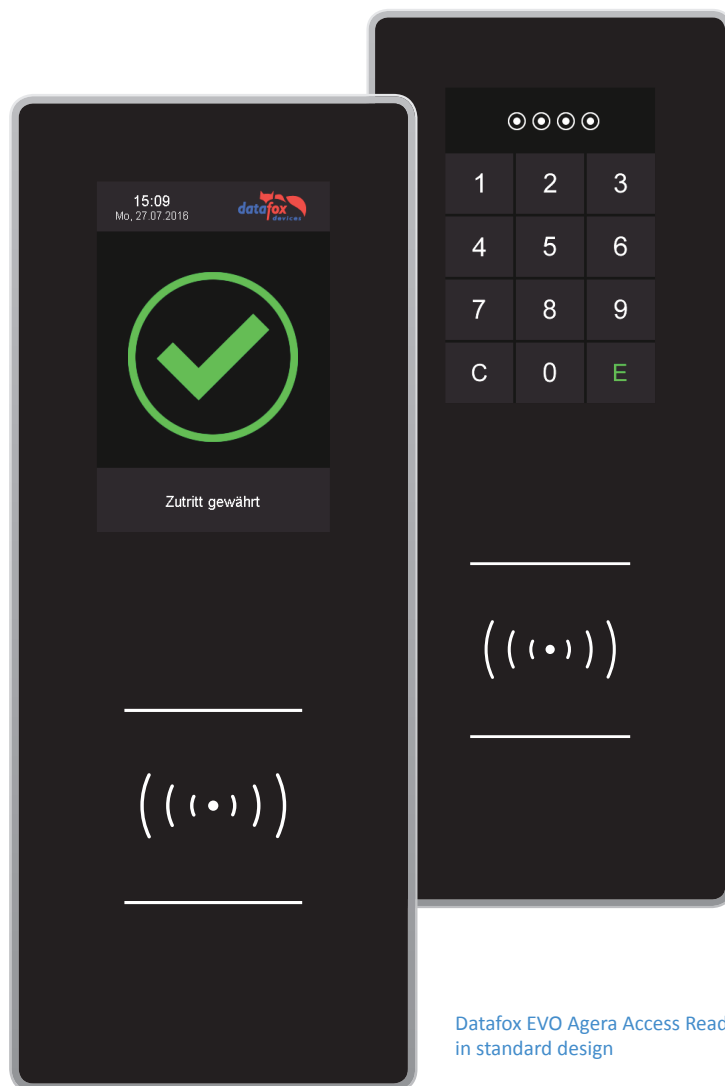 15:09
Mo, 27.07.2016
datafox
devices
Zutritt gewährt
1 2 3
4 5 6
7 8 9
C 0 E
Datafox EVO Agera Access Read
in standard design